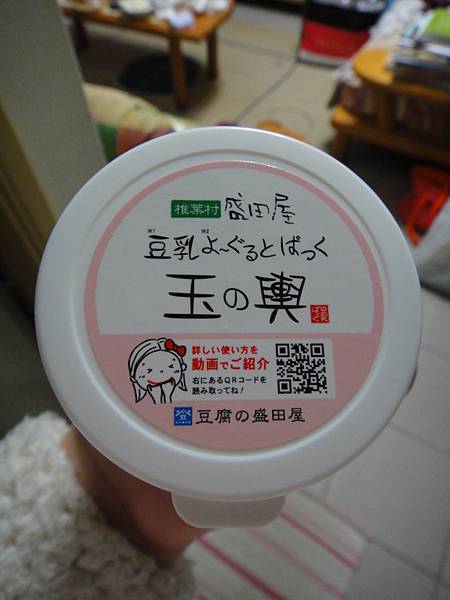 椎葉村 盛田屋
※1 ※2
豆乳よーぐるとぱっく
玉の輿
詳しい使い方を
動画でご紹介
右にあるQRコードを
読み取ってね!
豆腐の盛田屋